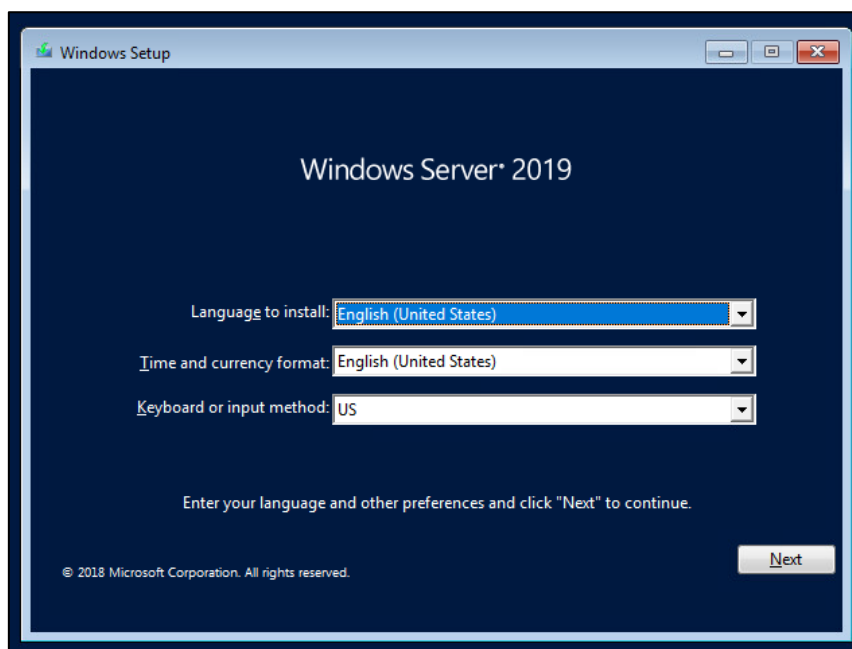 Windows Setup
Windows Server® 2019
Language to install: English (United States)
Time and currency format: English (United States)
Keyboard or input method: US
Enter your language and other preferences and click "Next" to continue.
Next
© 2018 Microsoft Corporation. All rights reserved.